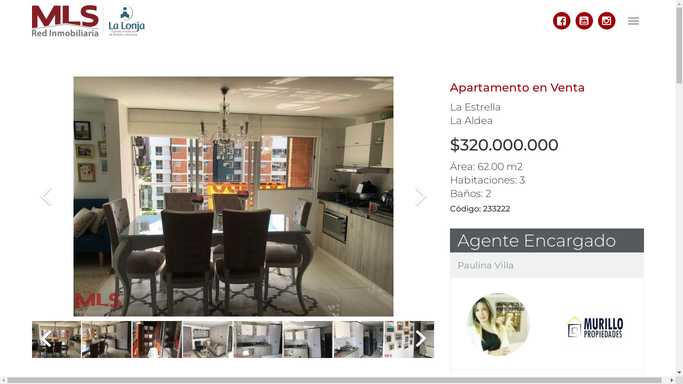 MLS
Red Inmobiliaria
La Lonja
Apartamento en Venta
La Estrella
La Aldea
$320.000.000
Área: 62.00 m2
Habitaciones: 3
Baños: 2
Código: 233222
Agente Encargado
Paulina Villa
MLS
MURILLO
PROPIEDADES